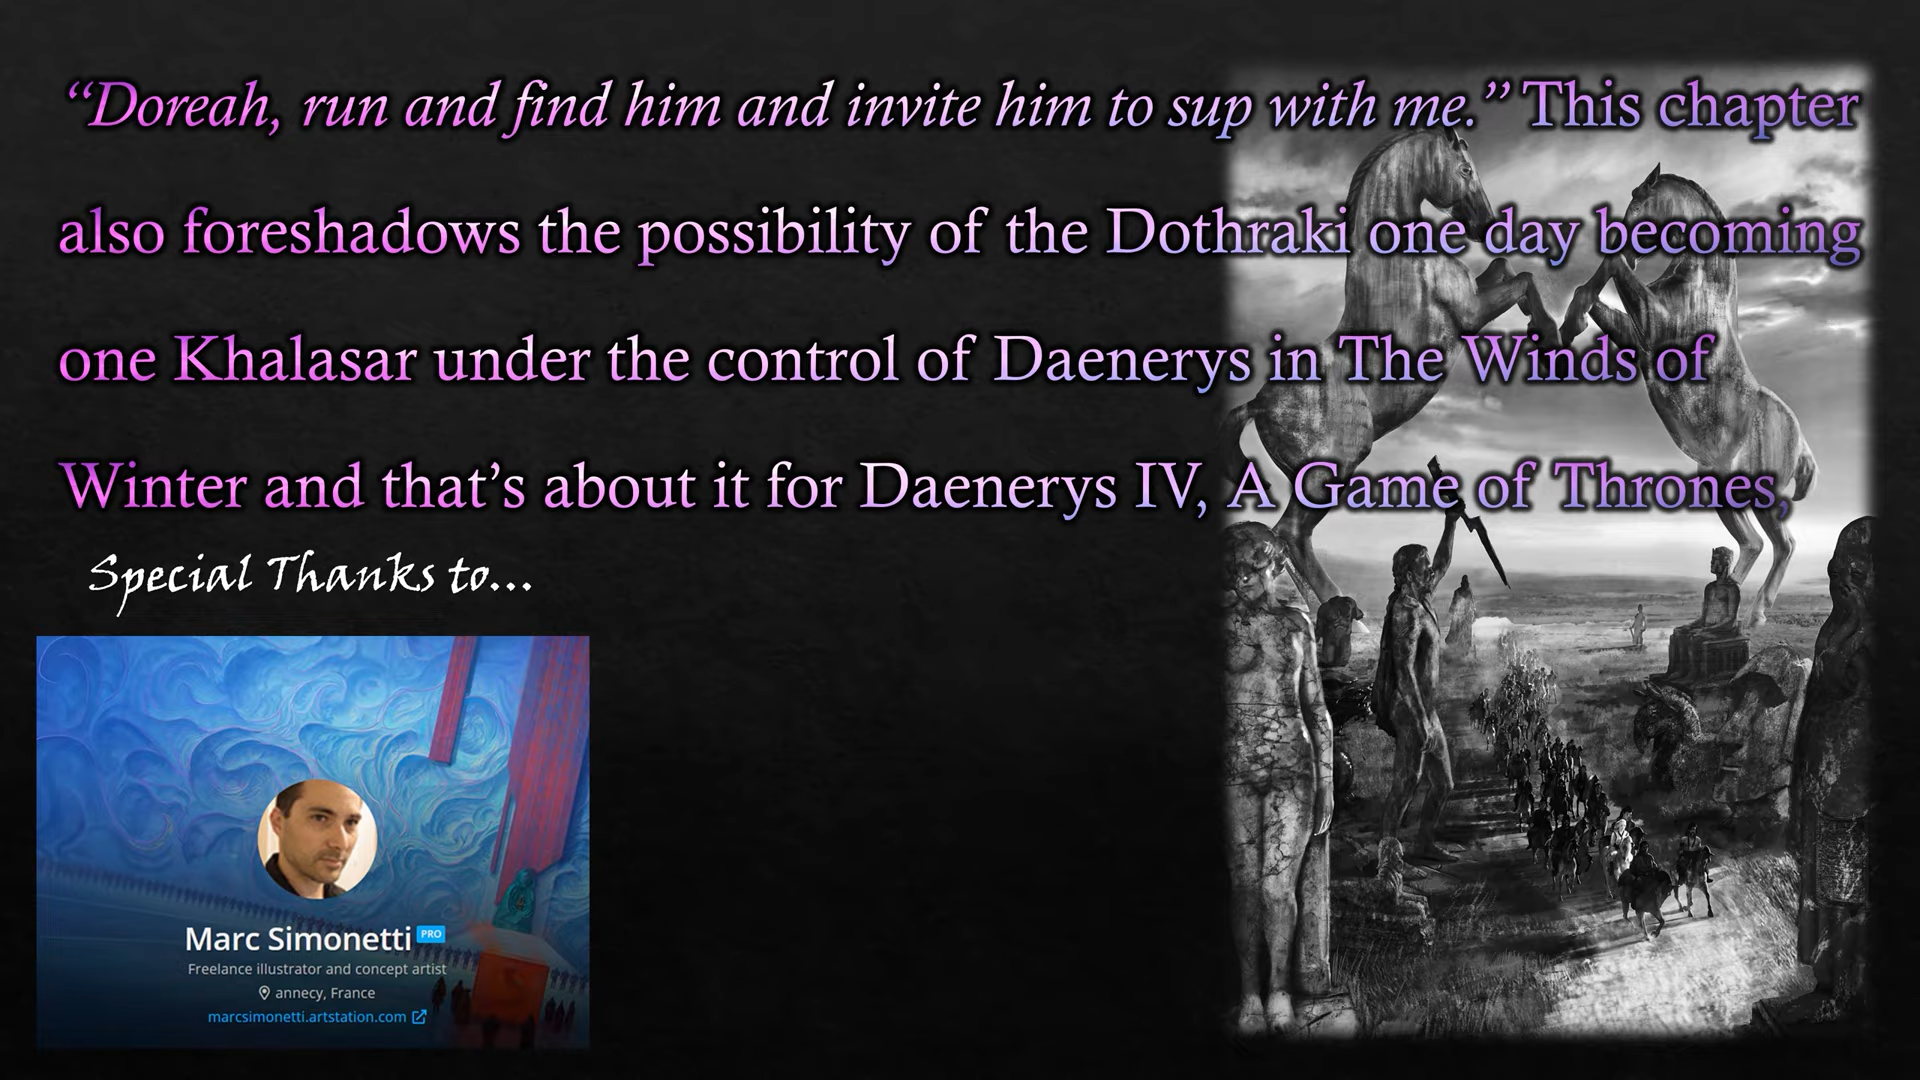 “Doreah, run and find him and invite him to sup with me.” This chapter
also foreshadows the possibility of the Dothraki one day becoming
one Khalasar under the control of Daenerys in The Winds of
Winter and that’s about it for Daenerys IV, A Game of Thrones,
Special Thanks to...
Marc Simonetti PRO
Freelance illustrator and concept artist
annecy, France
marcsimonetti.artstation.com